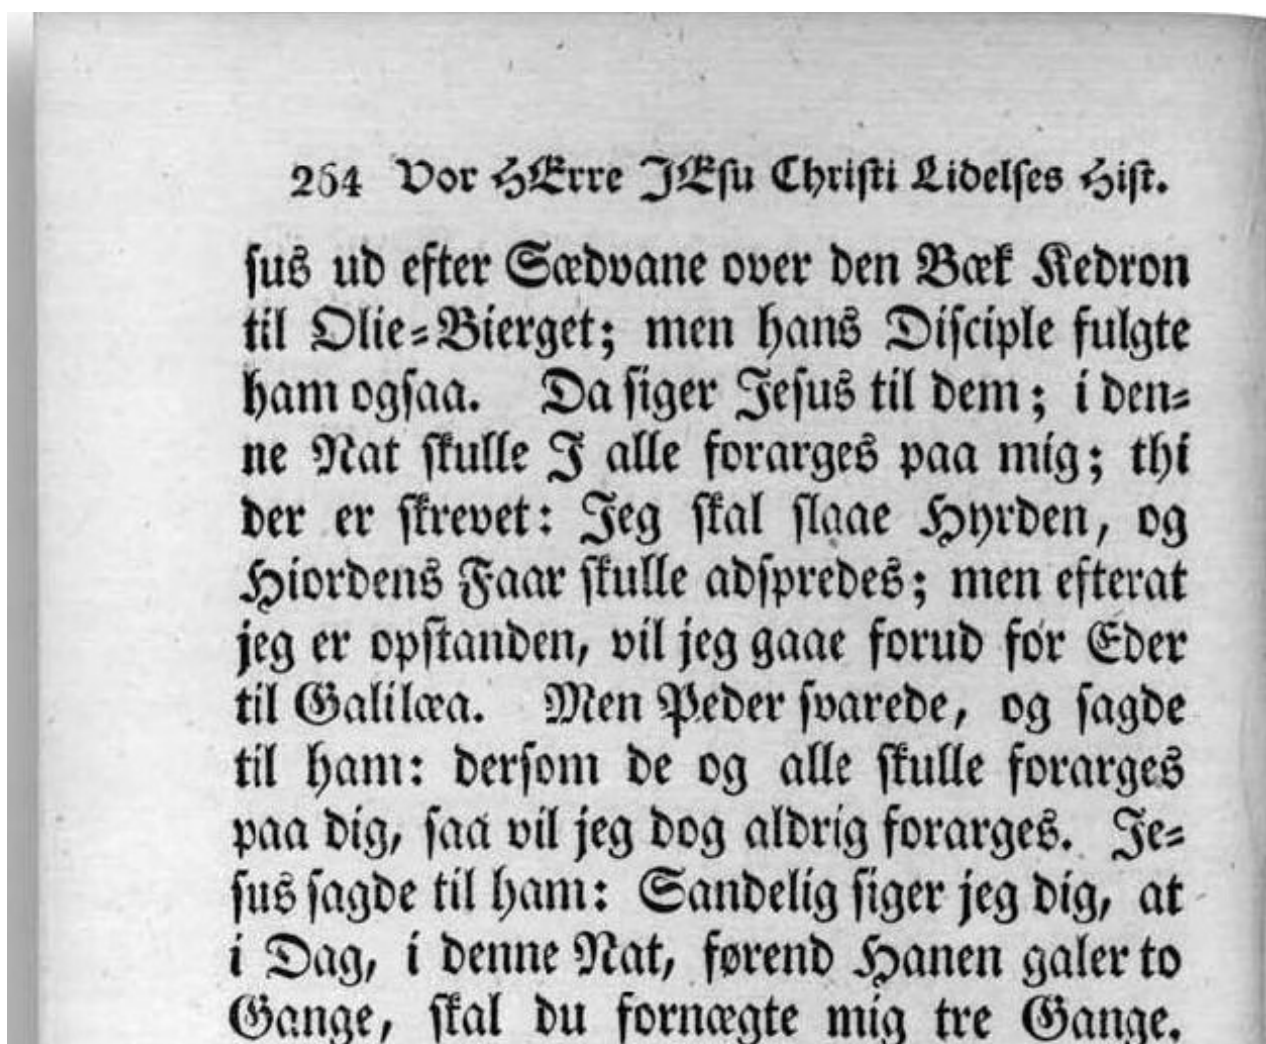 264 Vor HErre JEsu Christi Lidelses Hist.
sus ud efter Sædvane over den Bæk Kedron
til Olie-Bierget; men hans Disciple fulgte
ham ogsaa. Da siger Jesus til dem; i den-
ne Nat skulle I alle forarges paa mig; thi
der er skrevet: Jeg skal slaae Hyrden, og
Hiordens Faar skulle adspredes; men efterat
jeg er opstanden, vil jeg gaae forud for Eder
til Galilæa. Men Peder svarede, og sagde
til ham: dersom de og alle skulle forarges
paa dig, saa vil jeg dog aldrig forarges. Je-
sus sagde til ham: Sandelig siger jeg dig, at
i Dag, i denne Nat, førend Hanen galer to
Gange, skal du fornægte mig tre Gange.